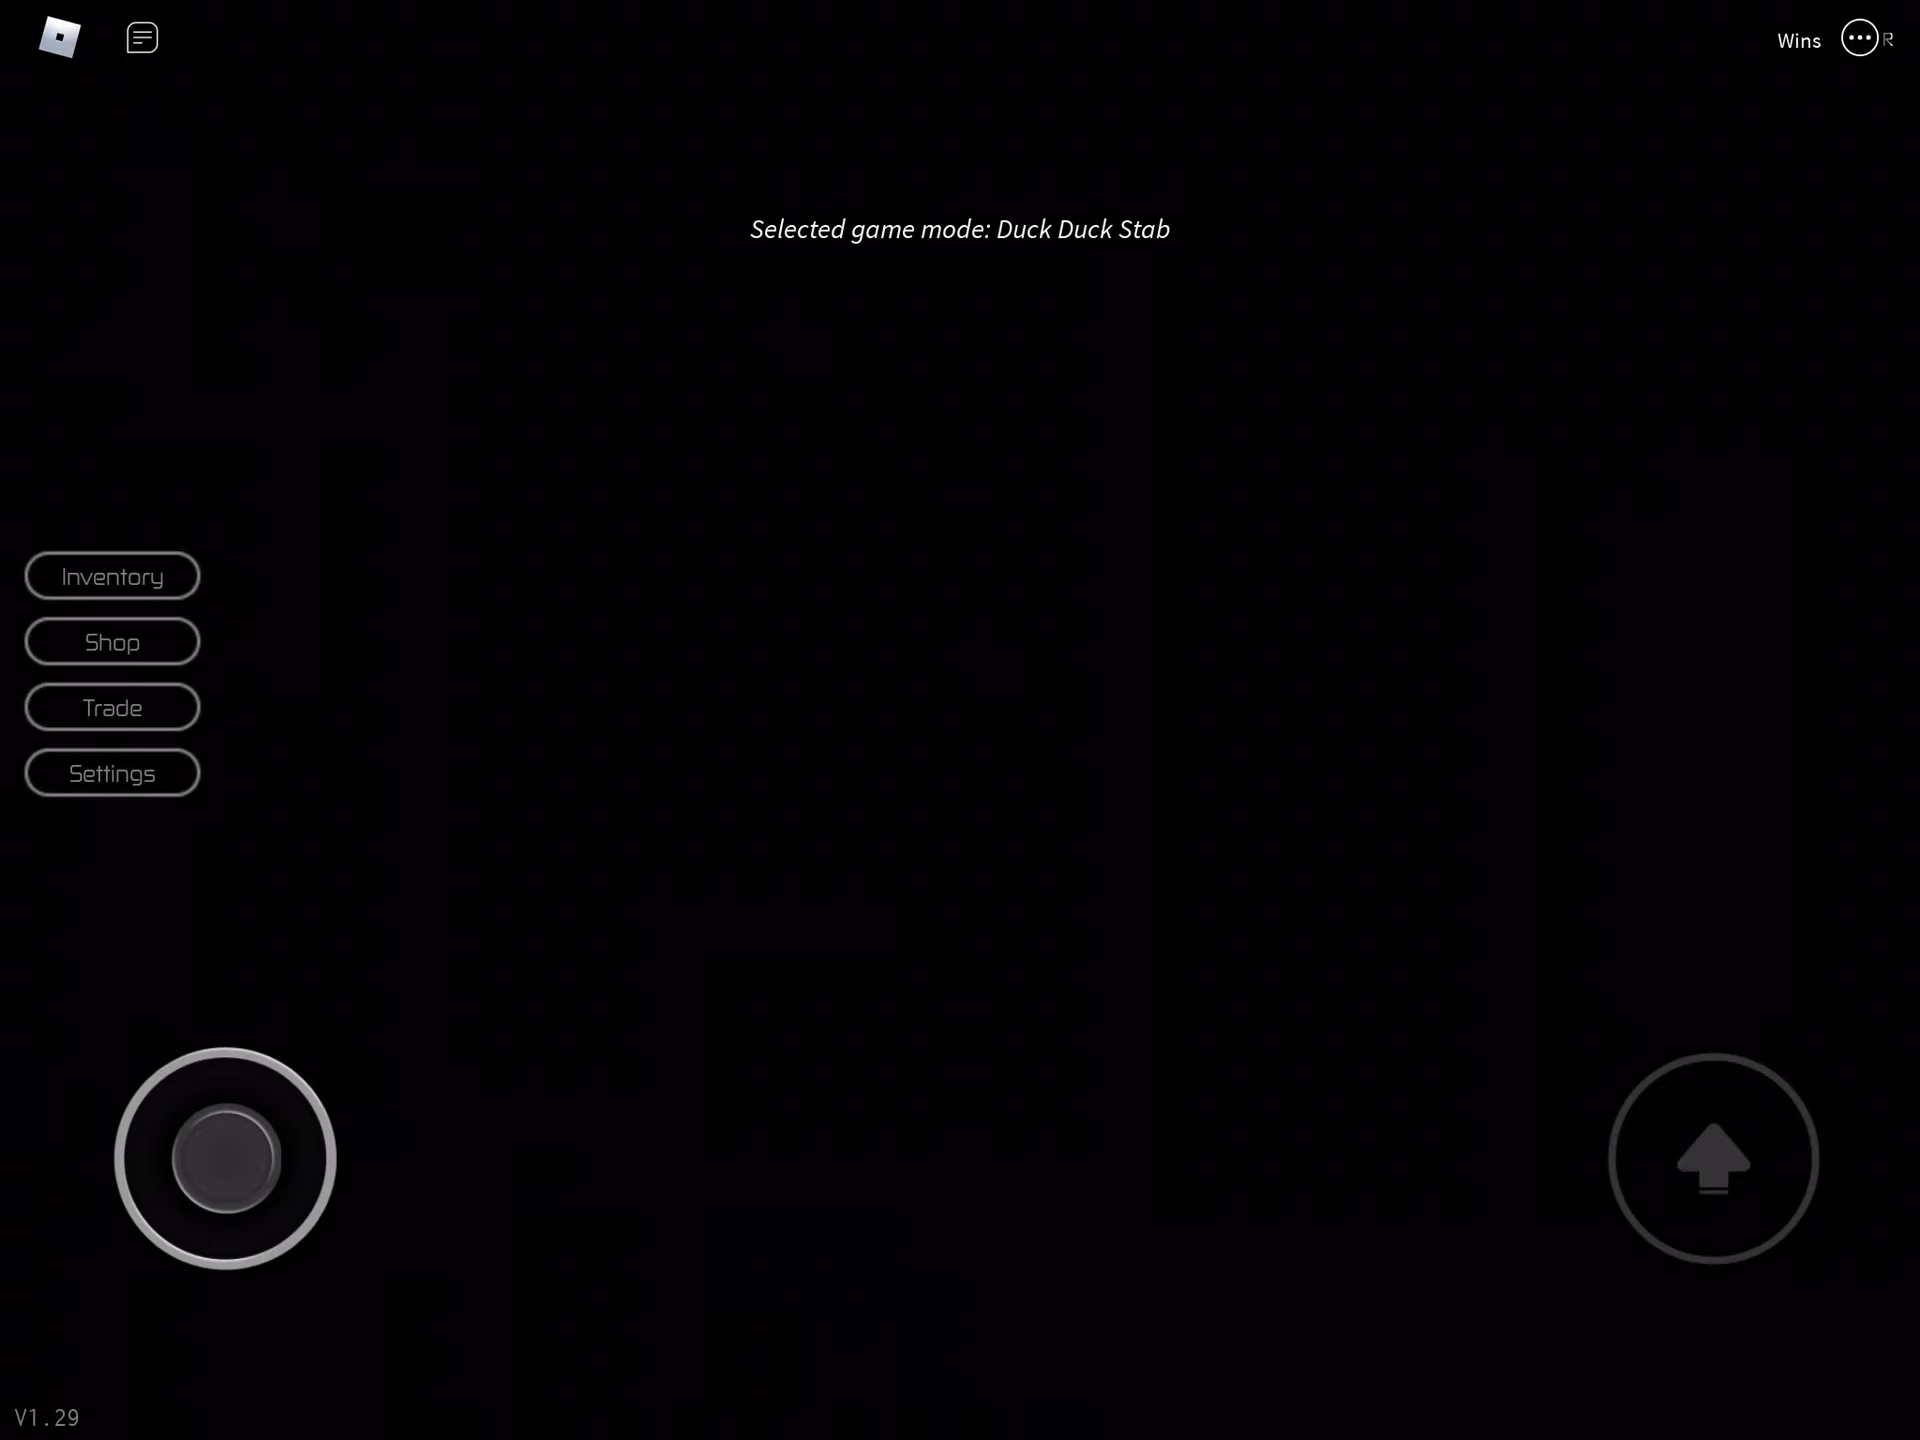 Wins
R
Selected game mode: Duck Duck Stab
Inventory
Shop
Trade
Settings
V1.29